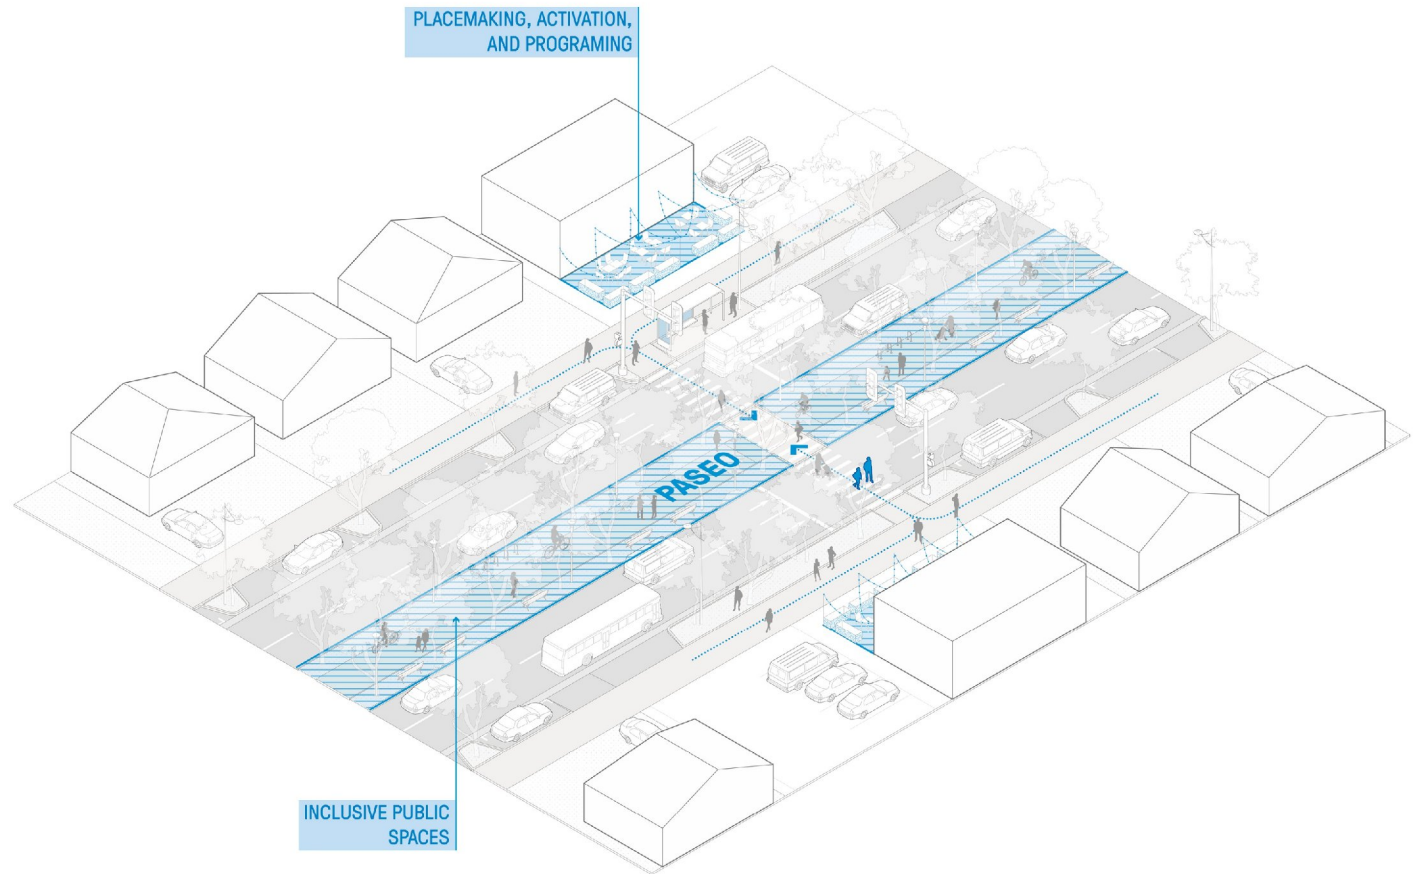 PLACEMAKING, ACTIVATION,
AND PROGRAMING
PASEO
INCLUSIVE PUBLIC
SPACES